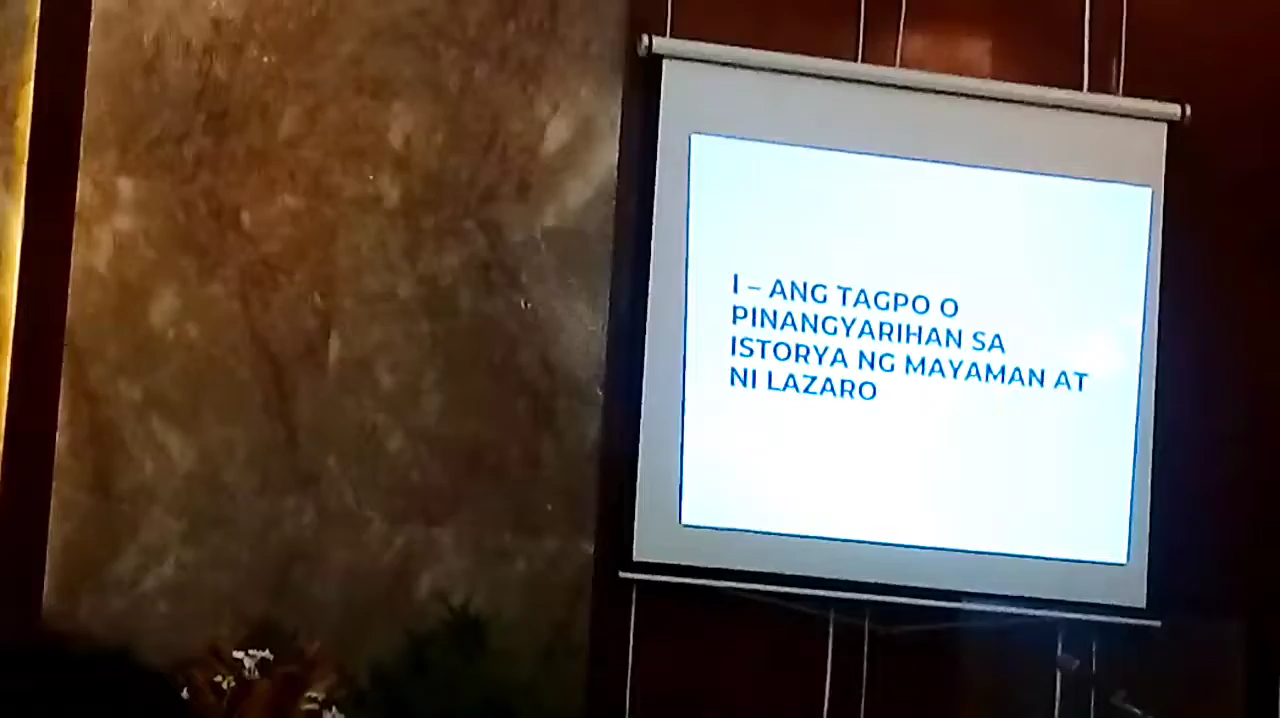 I – ANG TAGPO O
PINANGYARIHAN SA
ISTORYA NG MAYAMAN AT
NI LAZARO